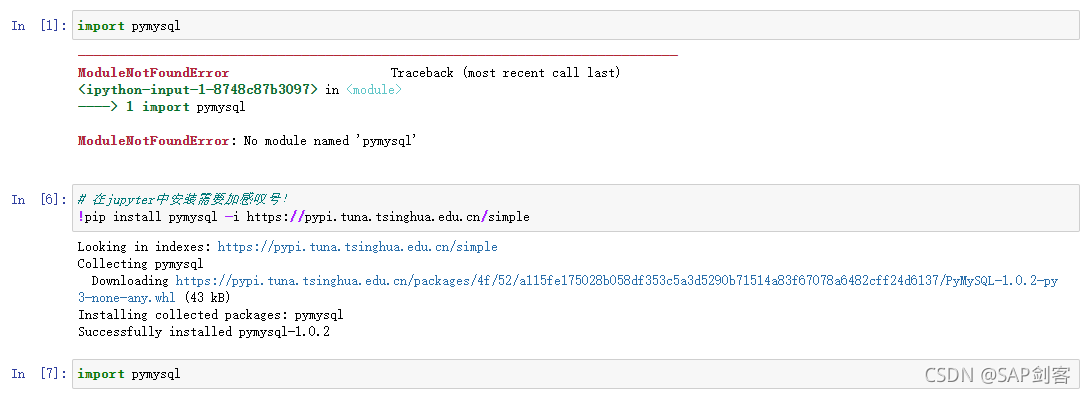 In [1]: import pymysql
ModuleNotFoundError Traceback (most recent call last)
<ipython-input-1-8748c87b3097> in <module>
----> 1 import pymysql
ModuleNotFoundError: No module named 'pymysql'
In [6]: # 在jupyter中安装需要加感叹号！
!pip install pymysql -i https://pypi.tuna.tsinghua.edu.cn/simple
Looking in indexes: https://pypi.tuna.tsinghua.edu.cn/simple
Collecting pymysql
Downloading https://pypi.tuna.tsinghua.edu.cn/packages/4f/52/a115fe175028b058df353c5a3d5290b71514a83f67078a6482cff24d6137/PyMySQL-1.0.2-py
3-none-any.whl (43 kB)
Installing collected packages: pymysql
Successfully installed pymysql-1.0.2
In [7]: import pymysql
CSDN @SAP剑客